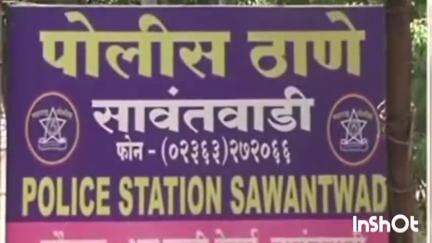 पोलीस ठाणे
सावंतवाडी
फोन - (०२३६३) २७२०६६
POLICE STATION SAWANTWAD
InShOt